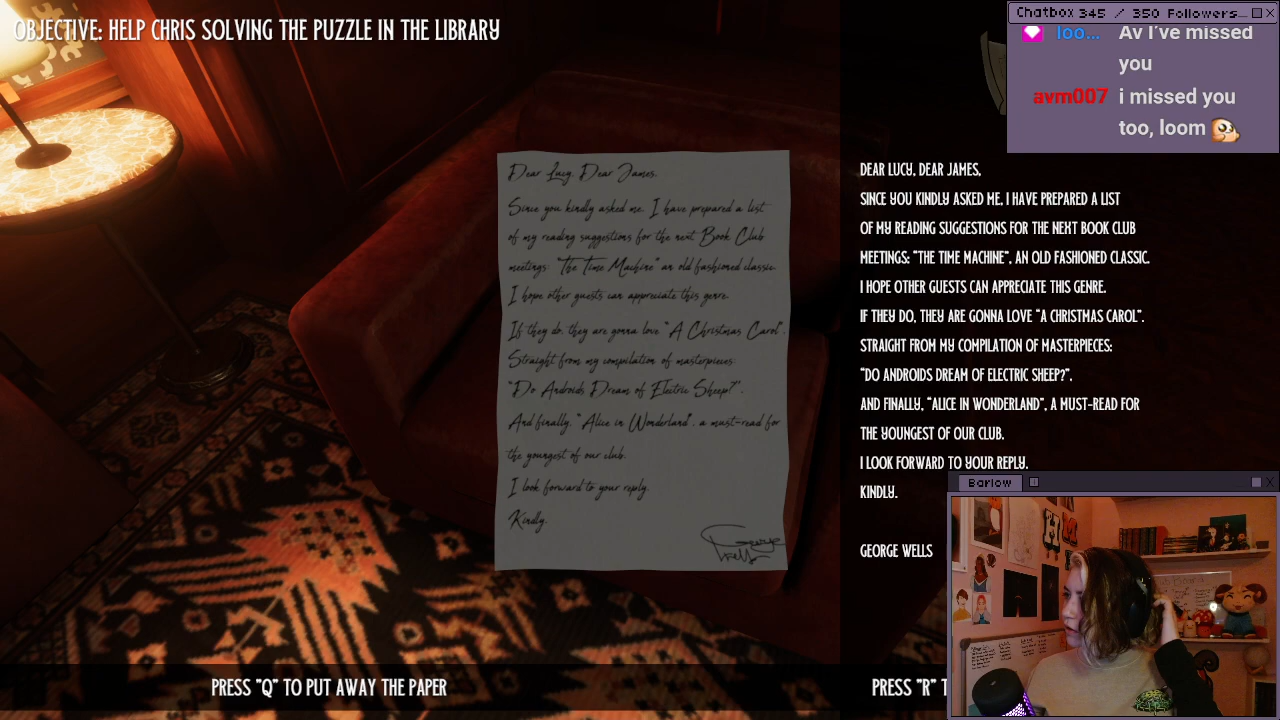 OBJECTIVE: HELP CHRIS SOLVING THE PUZZLE IN THE LIBRARY
Chatbox 345 / 350 Followers...
loo... Av I've missed
you
avm007 i missed you
too, loom
Dear Lucy, Dear James,
Since you kindly asked me, I have prepared a list
of my reading suggestions for the next Book Club
meetings: "The Time Machine" an old fashioned classic.
I hope other guests can appreciate this genre.
If they do, they are gonna love "A Christmas Carol".
Straight from my compilation of masterpieces:
"Do Androids Dream of Electric Sheep?".
And finally, "Alice in Wonderland", a must-read for
the youngest of our club.
I look forward to your reply.
Kindly.
George
Wells
DEAR LUCY, DEAR JAMES,
SINCE YOU KINDLY ASKED ME, I HAVE PREPARED A LIST
OF MY READING SUGGESTIONS FOR THE NEXT BOOK CLUB
MEETINGS: "THE TIME MACHINE", AN OLD FASHIONED CLASSIC.
I HOPE OTHER GUESTS CAN APPRECIATE THIS GENRE.
IF THEY DO, THEY ARE GONNA LOVE "A CHRISTMAS CAROL".
STRAIGHT FROM MY COMPILATION OF MASTERPIECES:
"DO ANDROIDS DREAM OF ELECTRIC SHEEP?".
AND FINALLY, "ALICE IN WONDERLAND", A MUST-READ FOR
THE YOUNGEST OF OUR CLUB.
I LOOK FORWARD TO YOUR REPLY.
KINDLY.
GEORGE WELLS
Barlow
PRESS "Q" TO PUT AWAY THE PAPER
PRESS "R" T